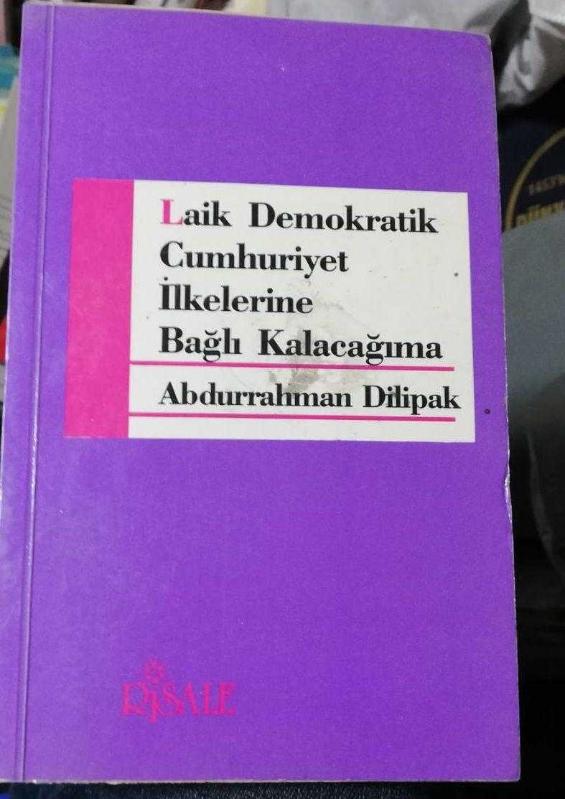 Laik Demokratik
Cumhuriyet
İlkelerine
Bağlı Kalacağıma
Abdurrahman Dilipak
RİSALE